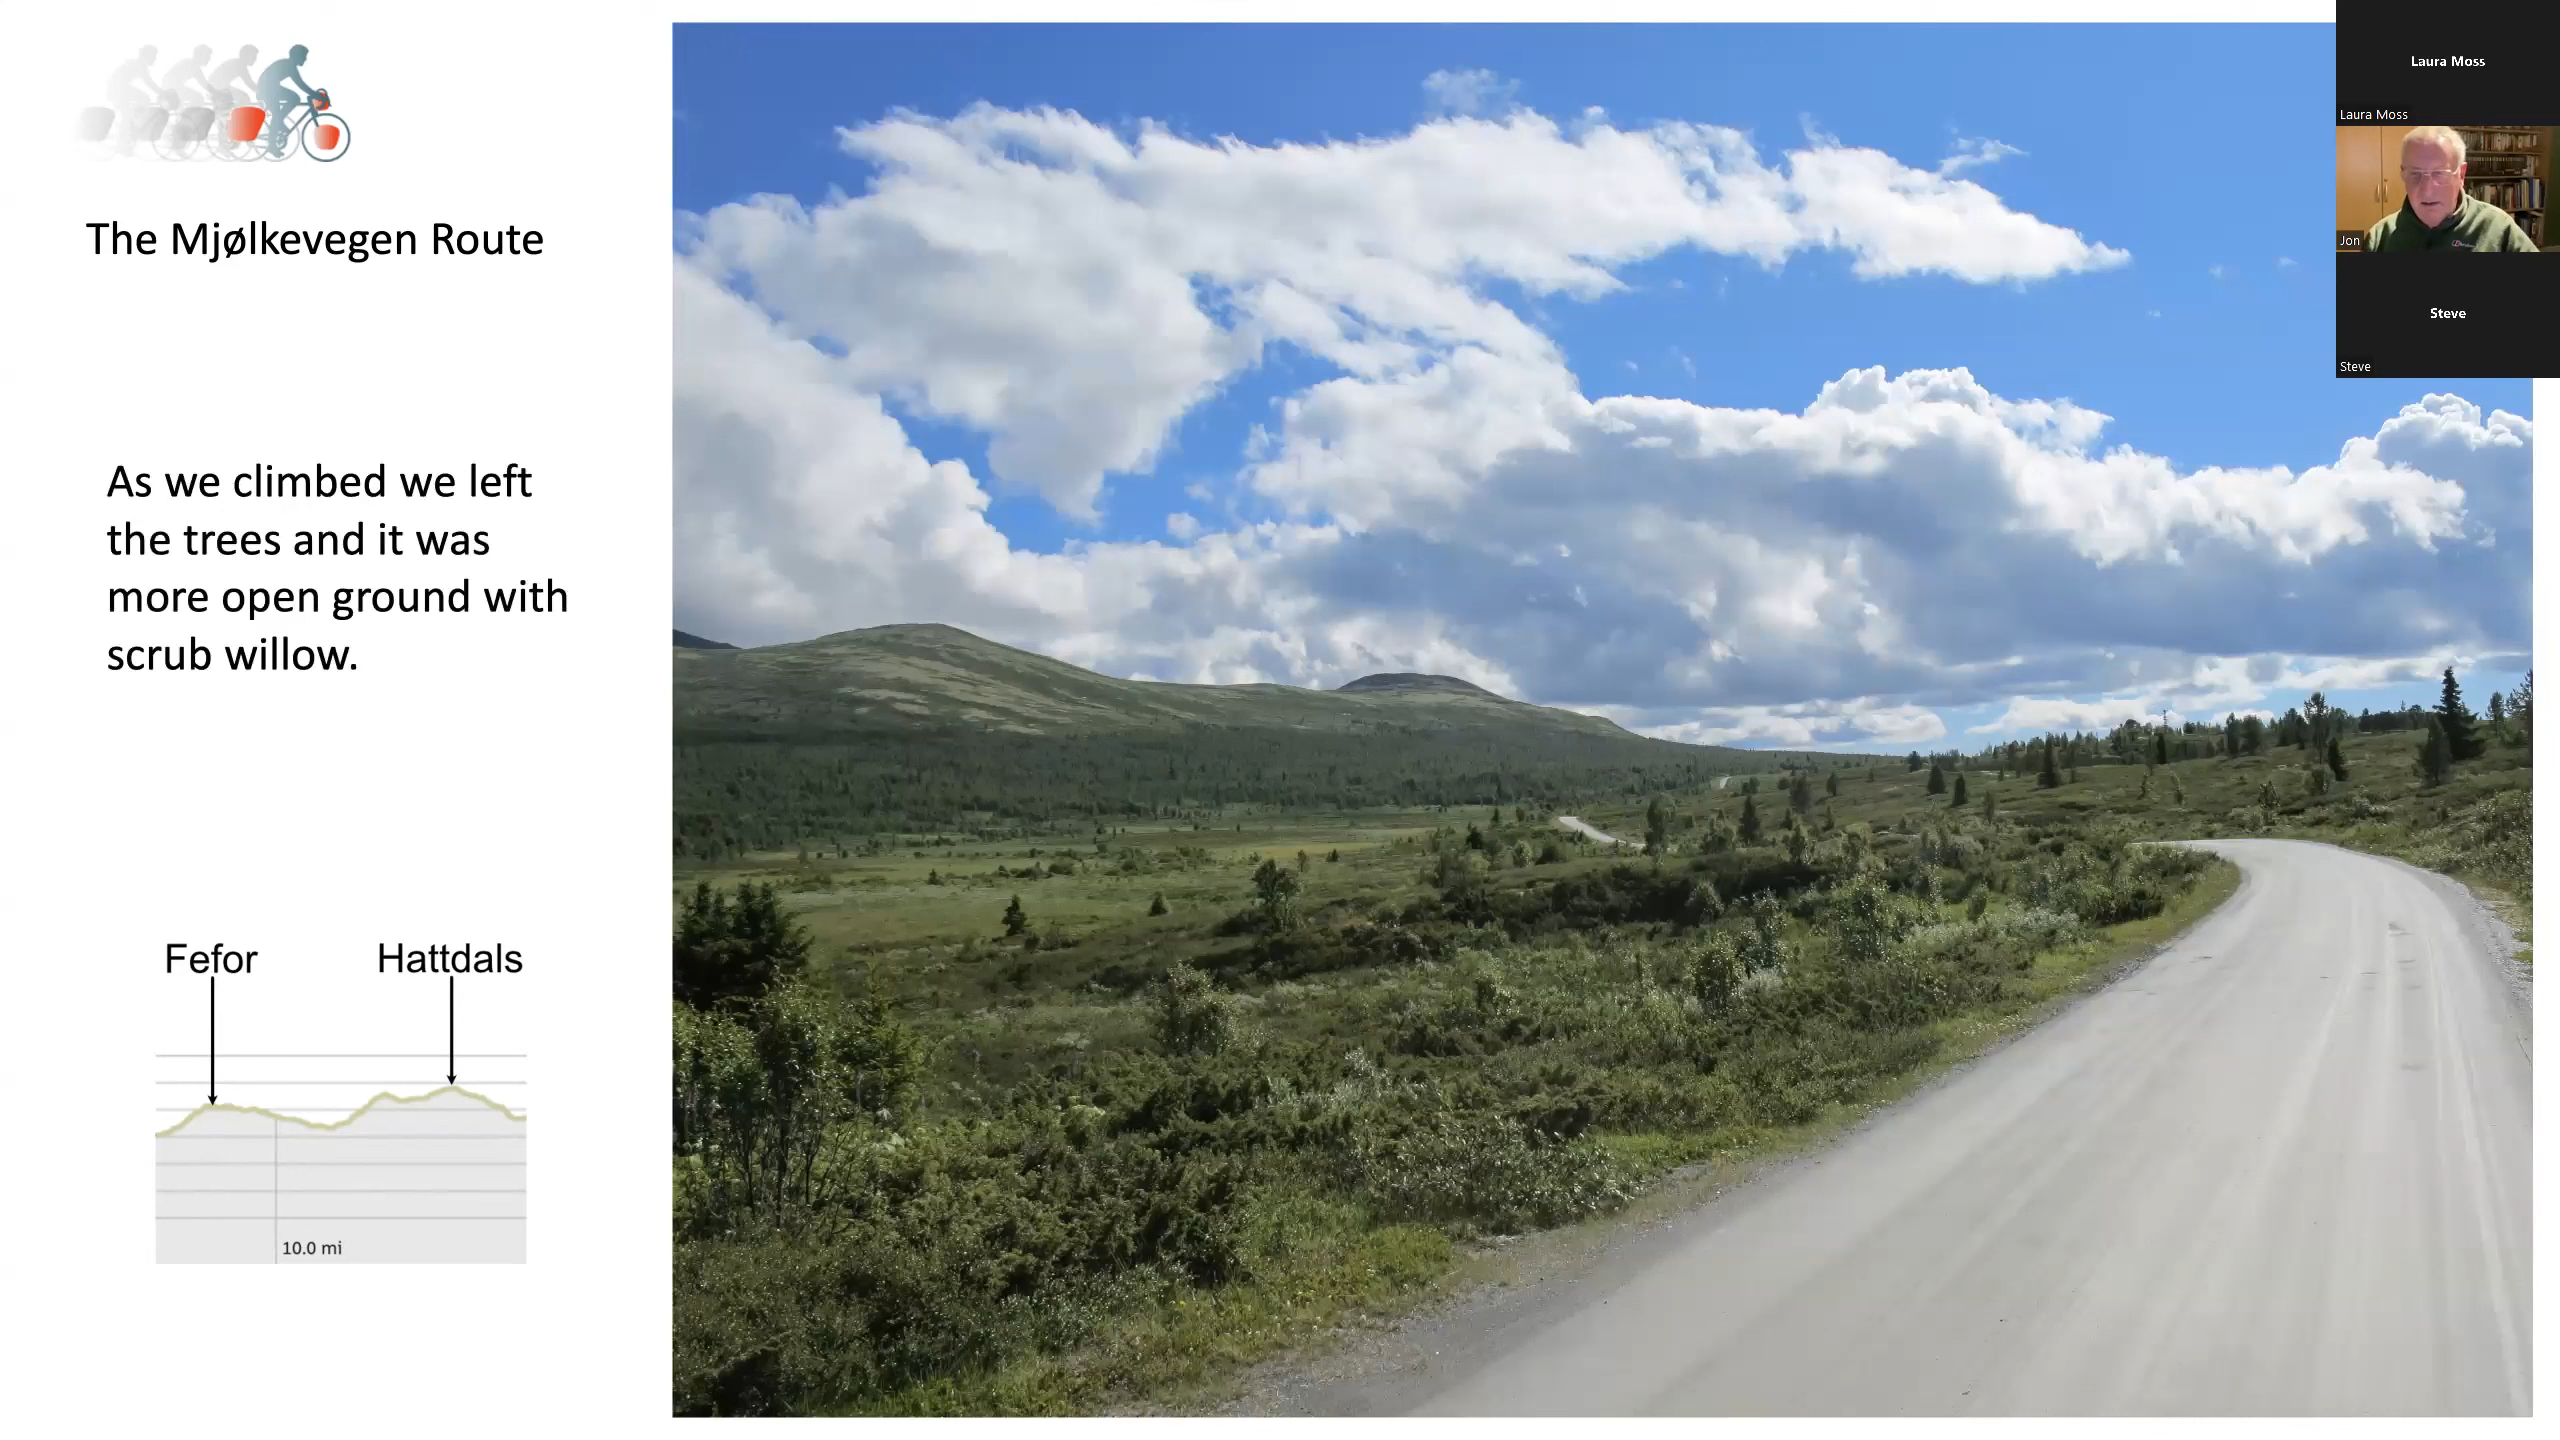 The Mjølkevegen Route
As we climbed we left
the trees and it was
more open ground with
scrub willow.
Fefor
Hattdals
10.0 mi
Laura Moss
Laura Moss
Jon
Steve
Steve